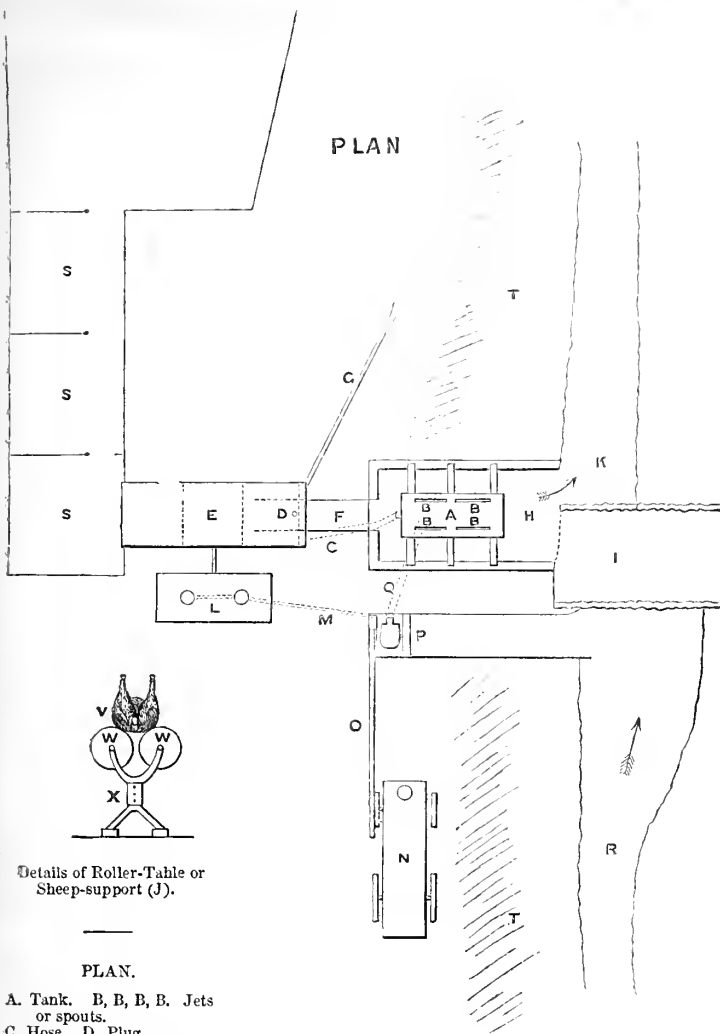 PLAN
S
T
S
G
K
S
E
D
F
B
B
A
B
B
H
C
I
L
Q
M
P
V
W
W
O
X
R
N
T
Details of Roller-Table or
Sheep-support (J).
PLAN.
A. Tank. B, B, B, B. Jets
or spouts.
C. Hose. D. Plug